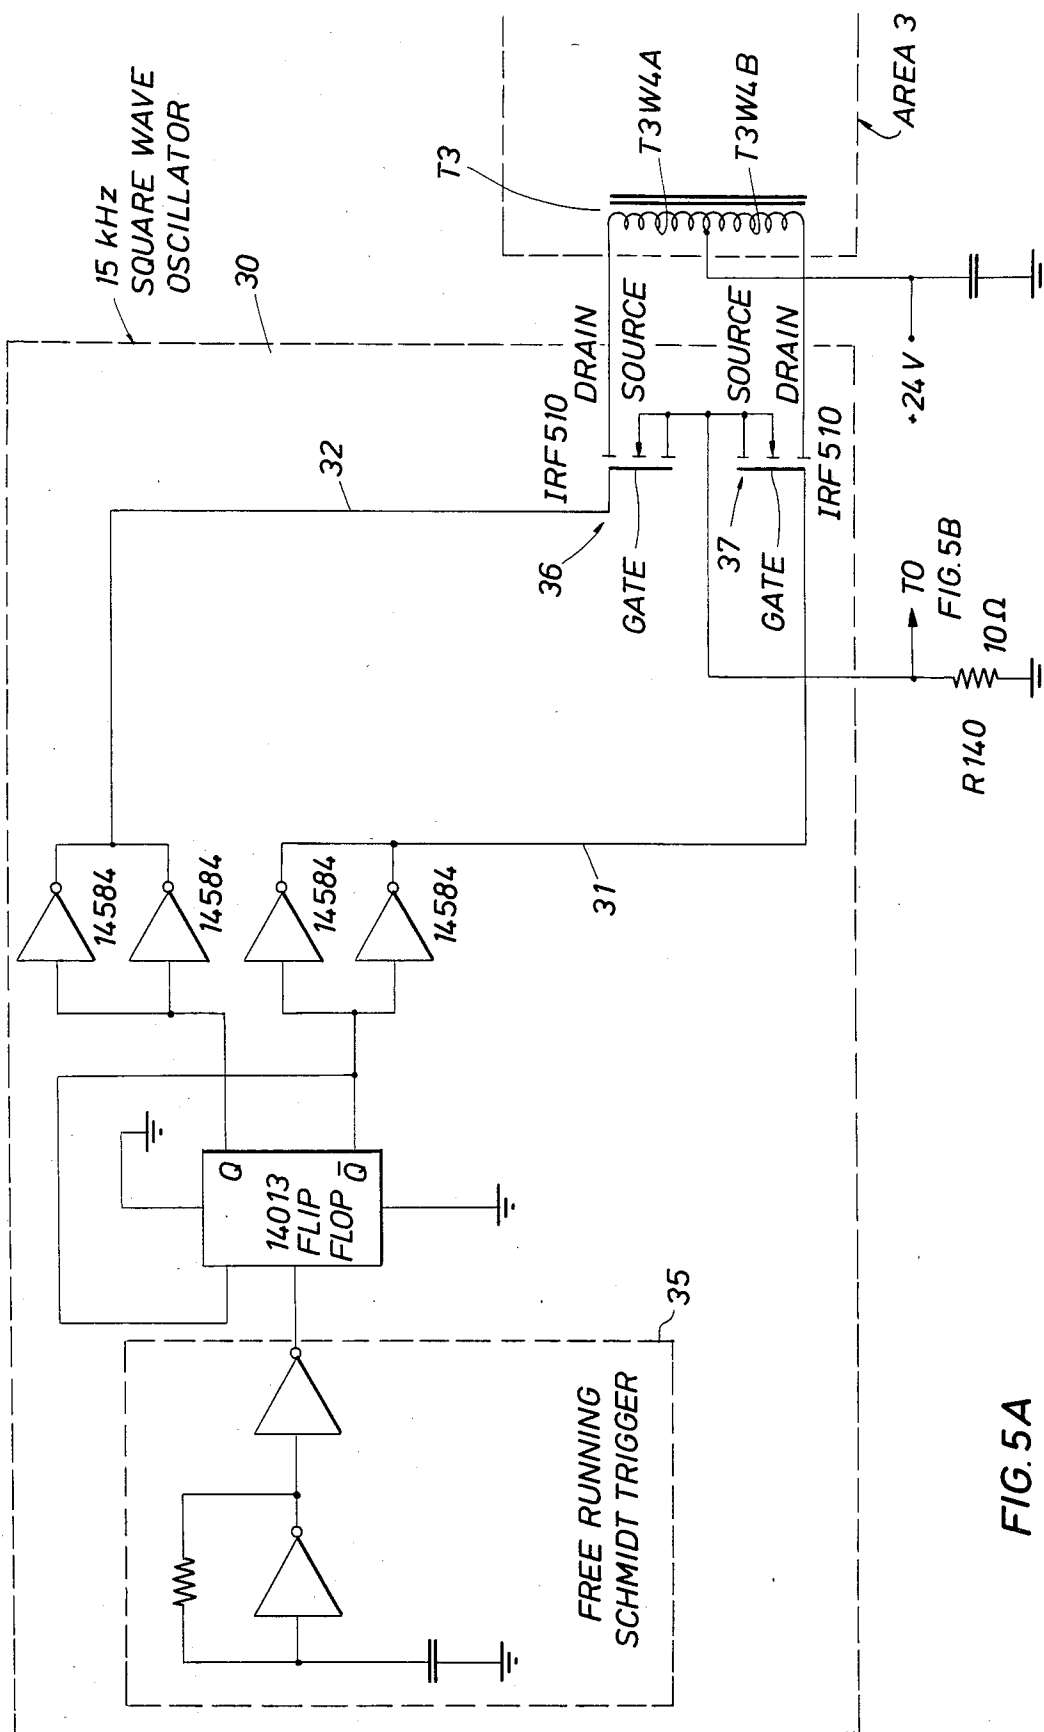 15 kHz
SQUARE WAVE
OSCILLATOR
30
T3
T3W4A
T3W4B
AREA 3
32
IRF510
DRAIN
SOURCE
SOURCE
DRAIN
IRF510
36
GATE
37
GATE
+24V
TO
FIG. 5B
10Ω
R140
14584
14584
14584
14584
31
Q
14013
FLIP
FLOP
Q̅
35
FREE RUNNING
SCHMIDT TRIGGER
FIG. 5A